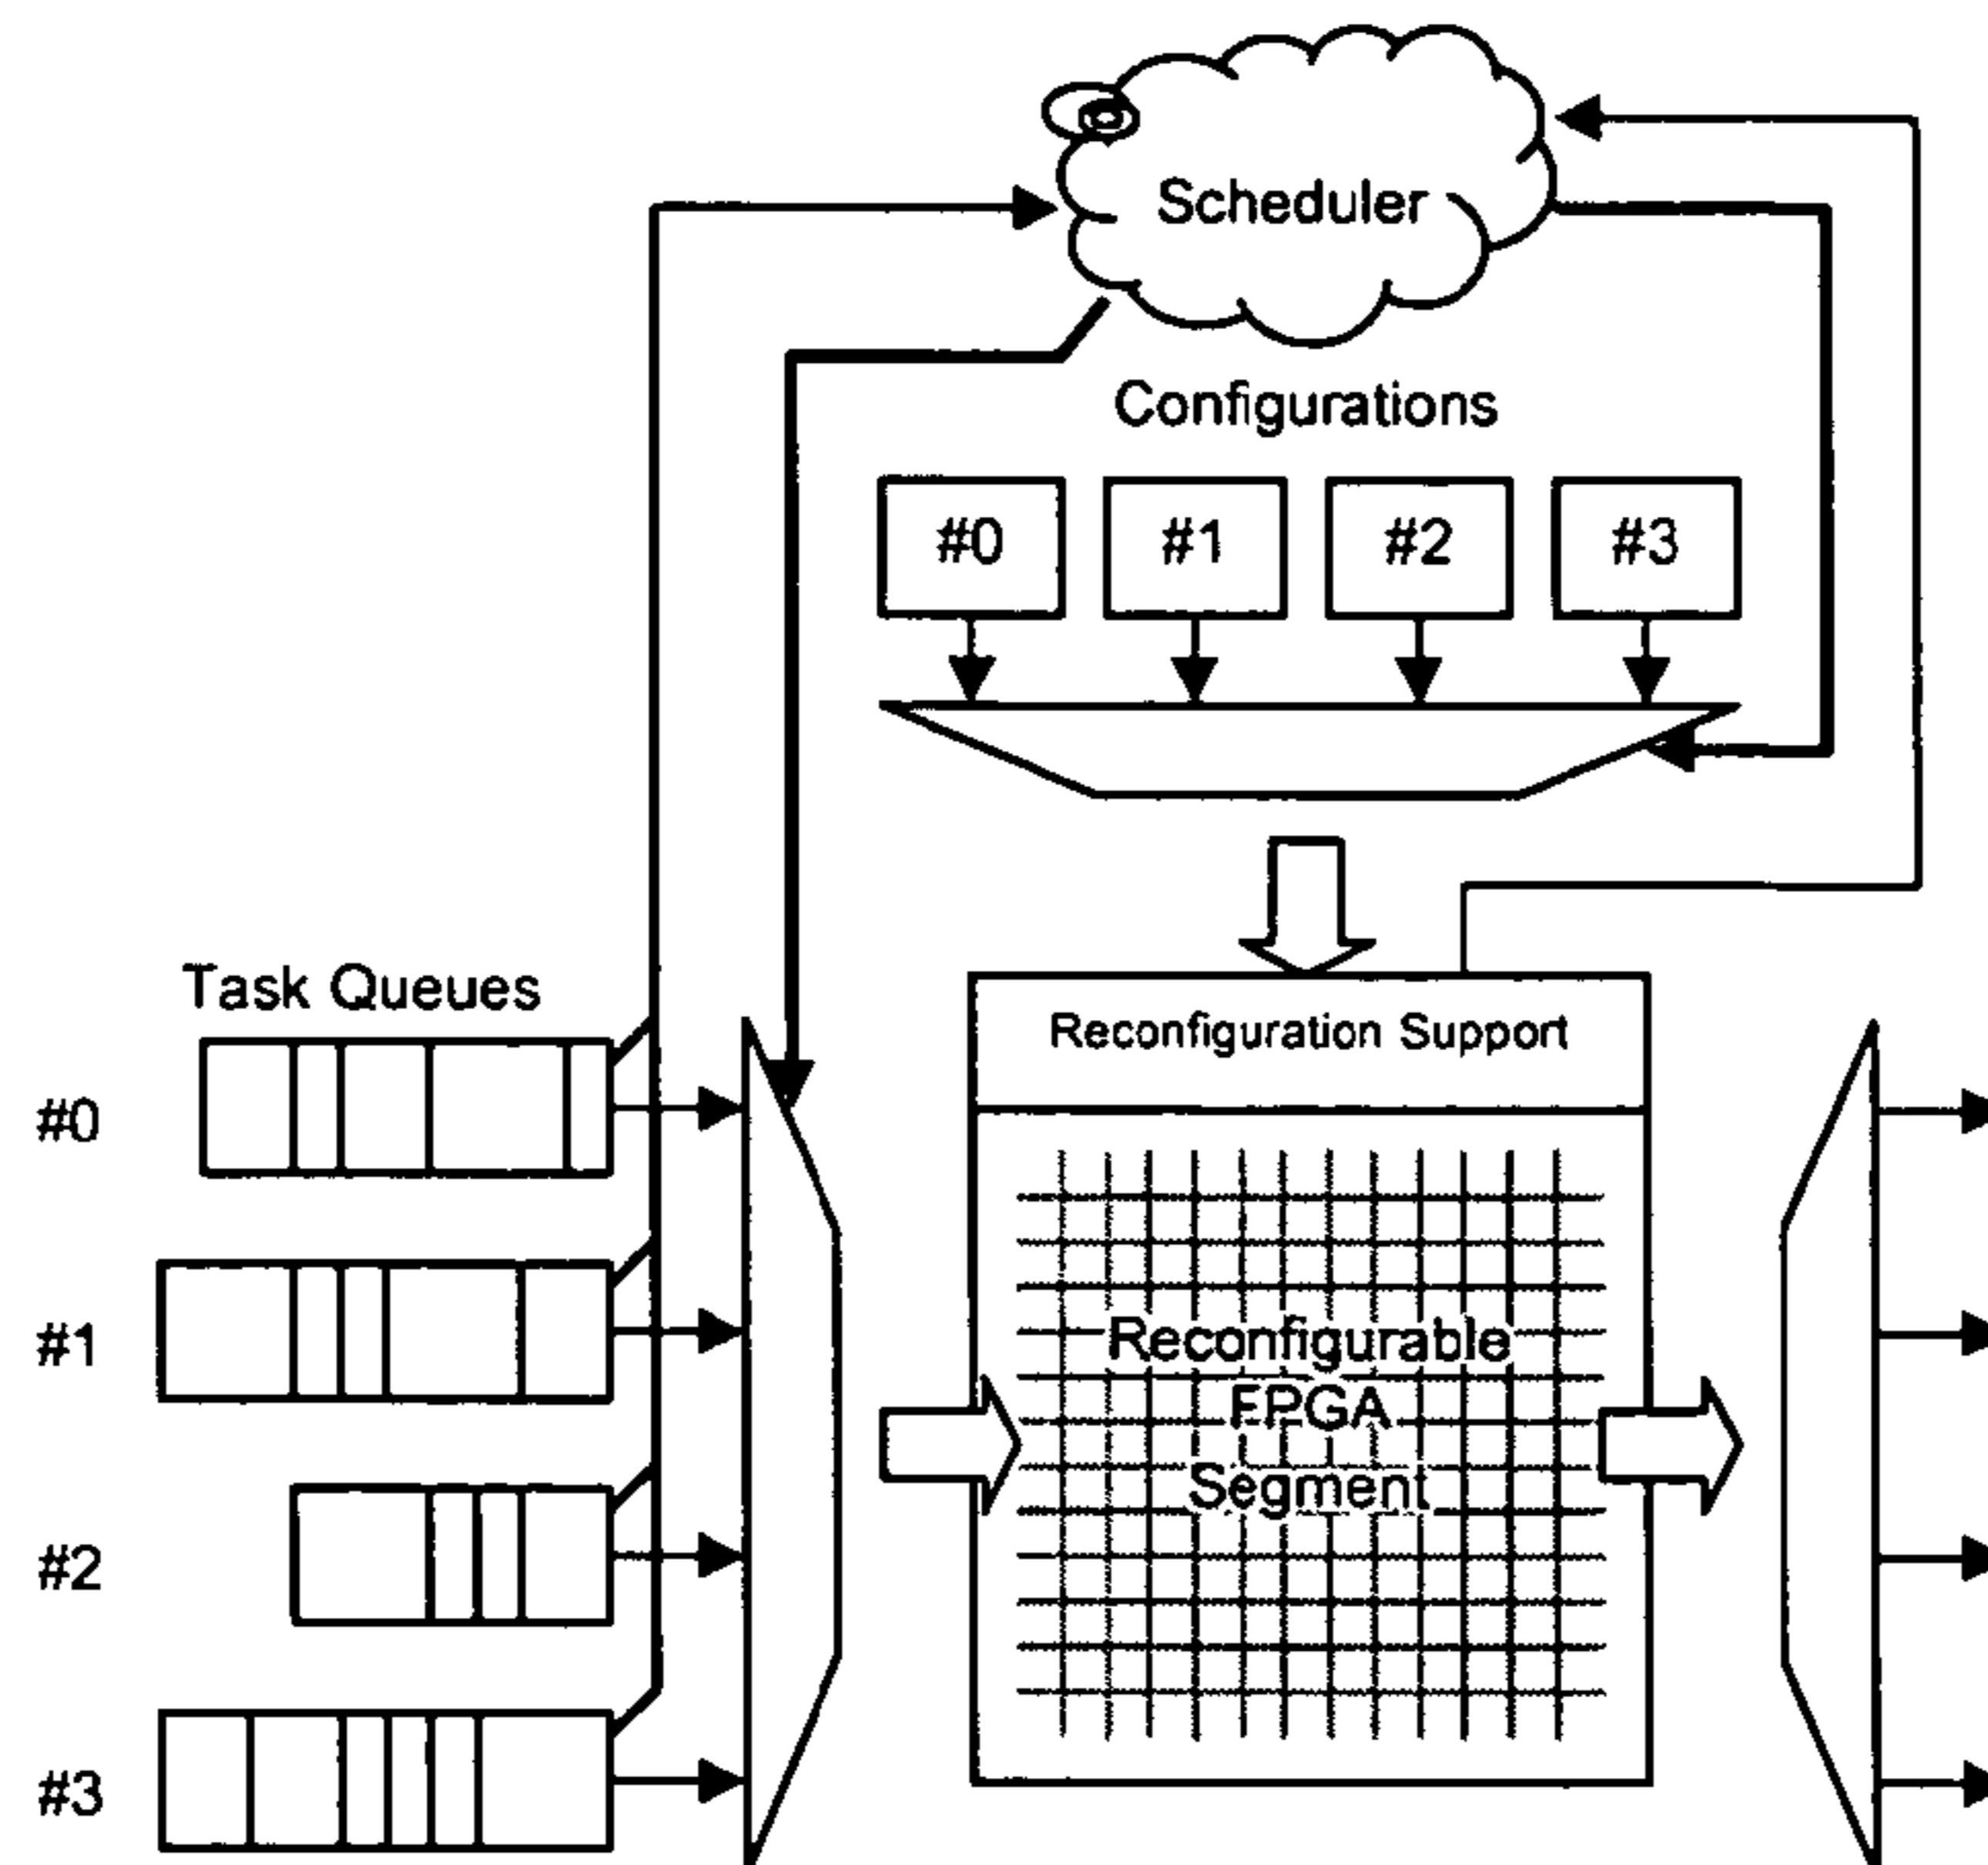 Scheduler
Configurations
#0 #1 #2 #3
Task Queues
Reconfiguration Support
#0
#1
Reconfigurable
FPGA
Segment
#2
#3